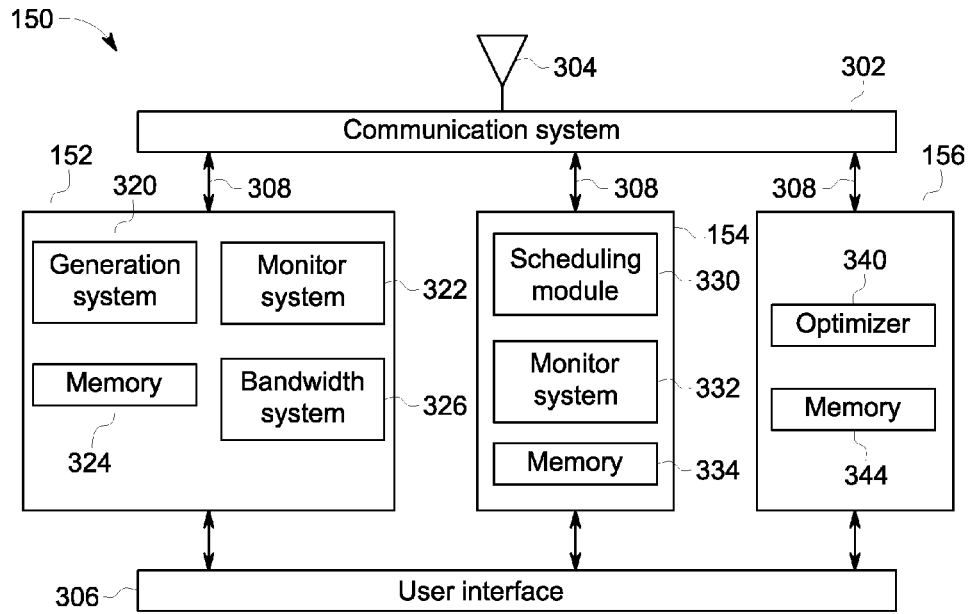 150
304
302
Communication system
152
320
308
308
308
156
Generation
system
Monitor
system
322
Scheduling
module
154
330
340
Optimizer
Memory
324
Bandwidth
system
326
Monitor
system
332
Memory
334
Memory
344
306
User interface